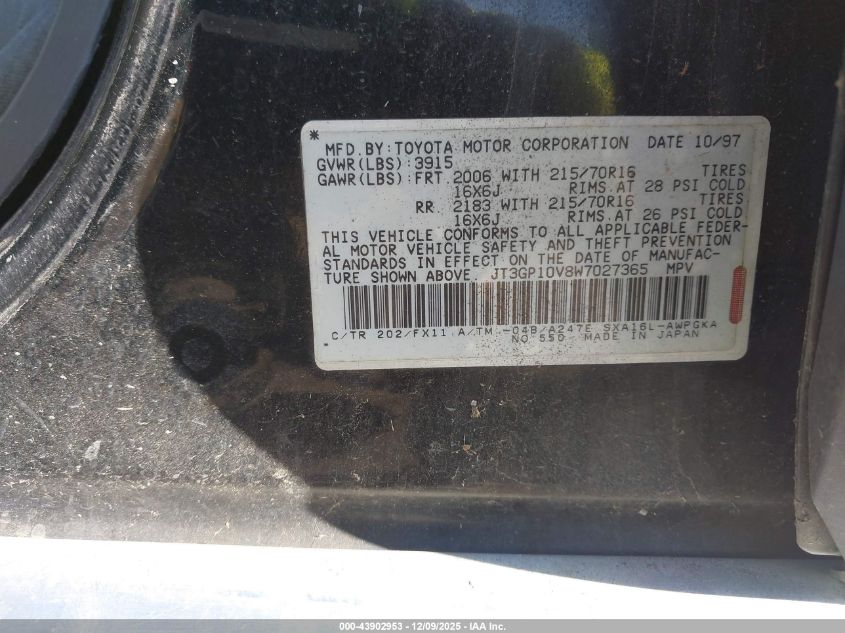 * MFD. BY: TOYOTA MOTOR CORPORATION DATE 10/97
GVWR(LBS): 3915
GAWR(LBS): FRT. 2006 WITH 215/70R16 TIRES
16X6J RIMS AT 28 PSI COLD
RR 2183 WITH 215/70R16 TIRES
16X6J RIMS AT 26 PSI COLD
THIS VEHICLE CONFORMS TO ALL APPLICABLE FEDER-
AL MOTOR VEHICLE SAFETY AND THEFT PREVENTION
STANDARDS IN EFFECT ON THE DATE OF MANUFAC-
TURE SHOWN ABOVE. JT3GP10V8W7027365 MPV
C/TR 202/FX11 A/TM -04B/A247E SXA16L-AWPGKA
NO 550 MADE IN JAPAN
000-43902953 - 12/09/2025 - IAA Inc.